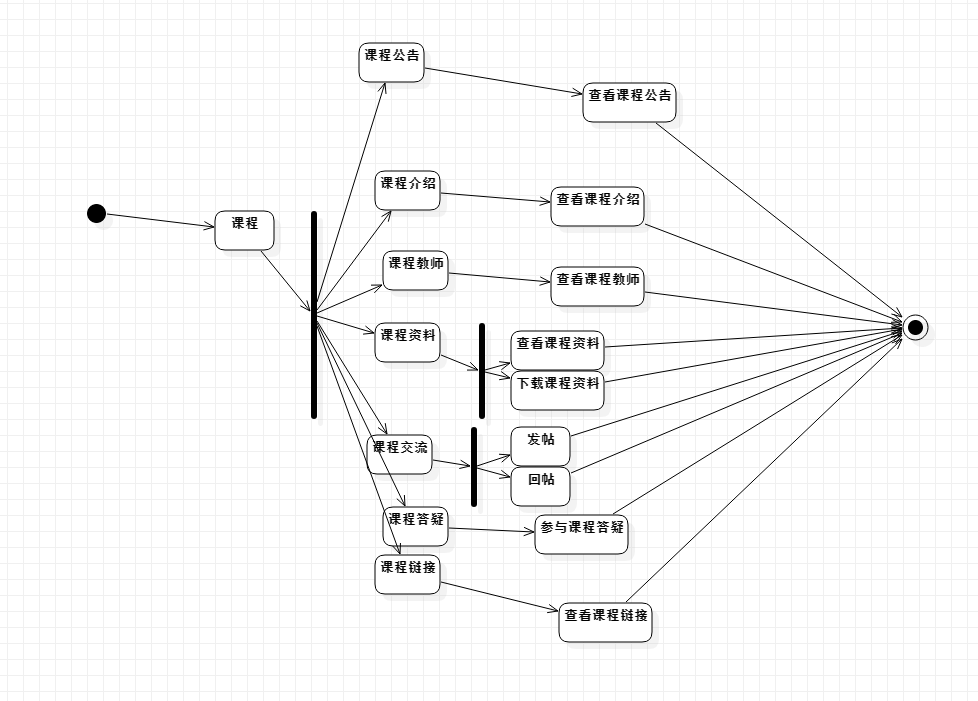 课程公告
查看课程公告
课程介绍
查看课程介绍
课程
课程教师
查看课程教师
课程资料
查看课程资料
下载课程资料
课程交流
发帖
回帖
课程答疑
参与课程答疑
课程链接
查看课程链接